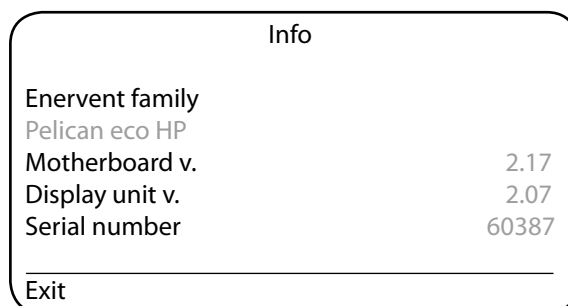 Info
Enervent family
Pelican eco HP
Motherboard v. 2.17
Display unit v. 2.07
Serial number 60387
Exit